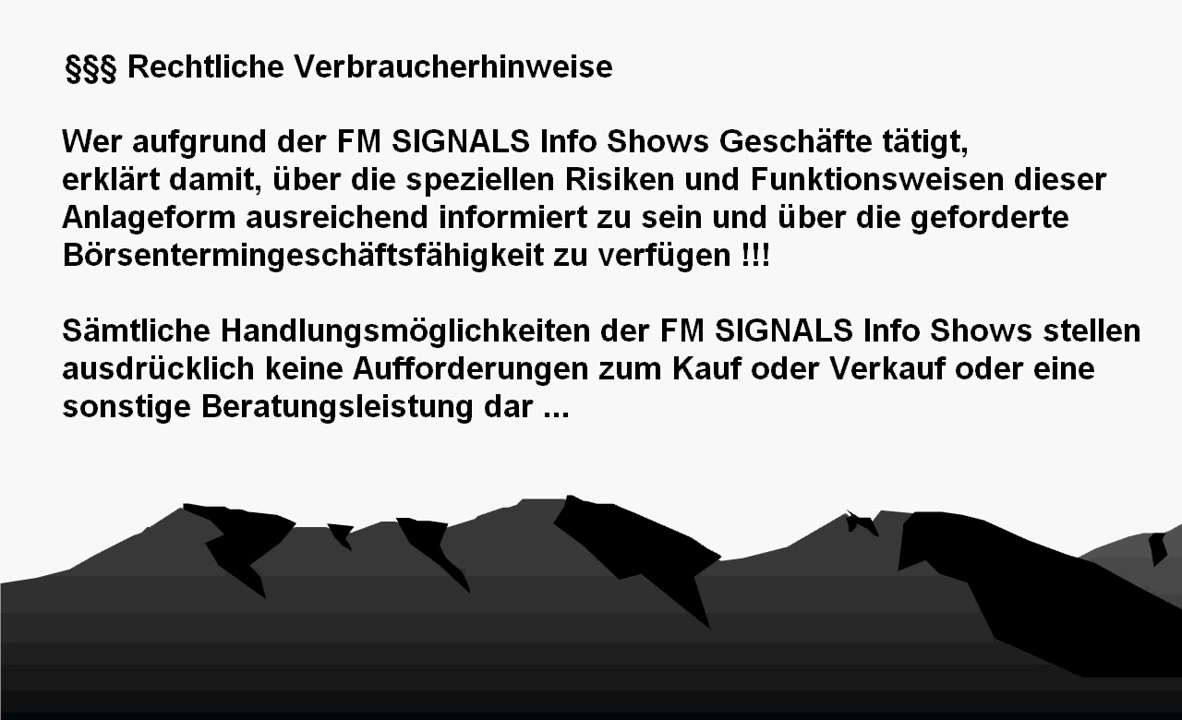 §§§ Rechtliche Verbraucherhinweise
Wer aufgrund der FM SIGNALS Info Shows Geschäfte tätigt,
erklärt damit, über die speziellen Risiken und Funktionsweisen dieser
Anlageform ausreichend informiert zu sein und über die geforderte
Börsentermingeschäftsfähigkeit zu verfügen !!!
Sämtliche Handlungsmöglichkeiten der FM SIGNALS Info Shows stellen
ausdrücklich keine Aufforderungen zum Kauf oder Verkauf oder eine
sonstige Beratungsleistung dar ...